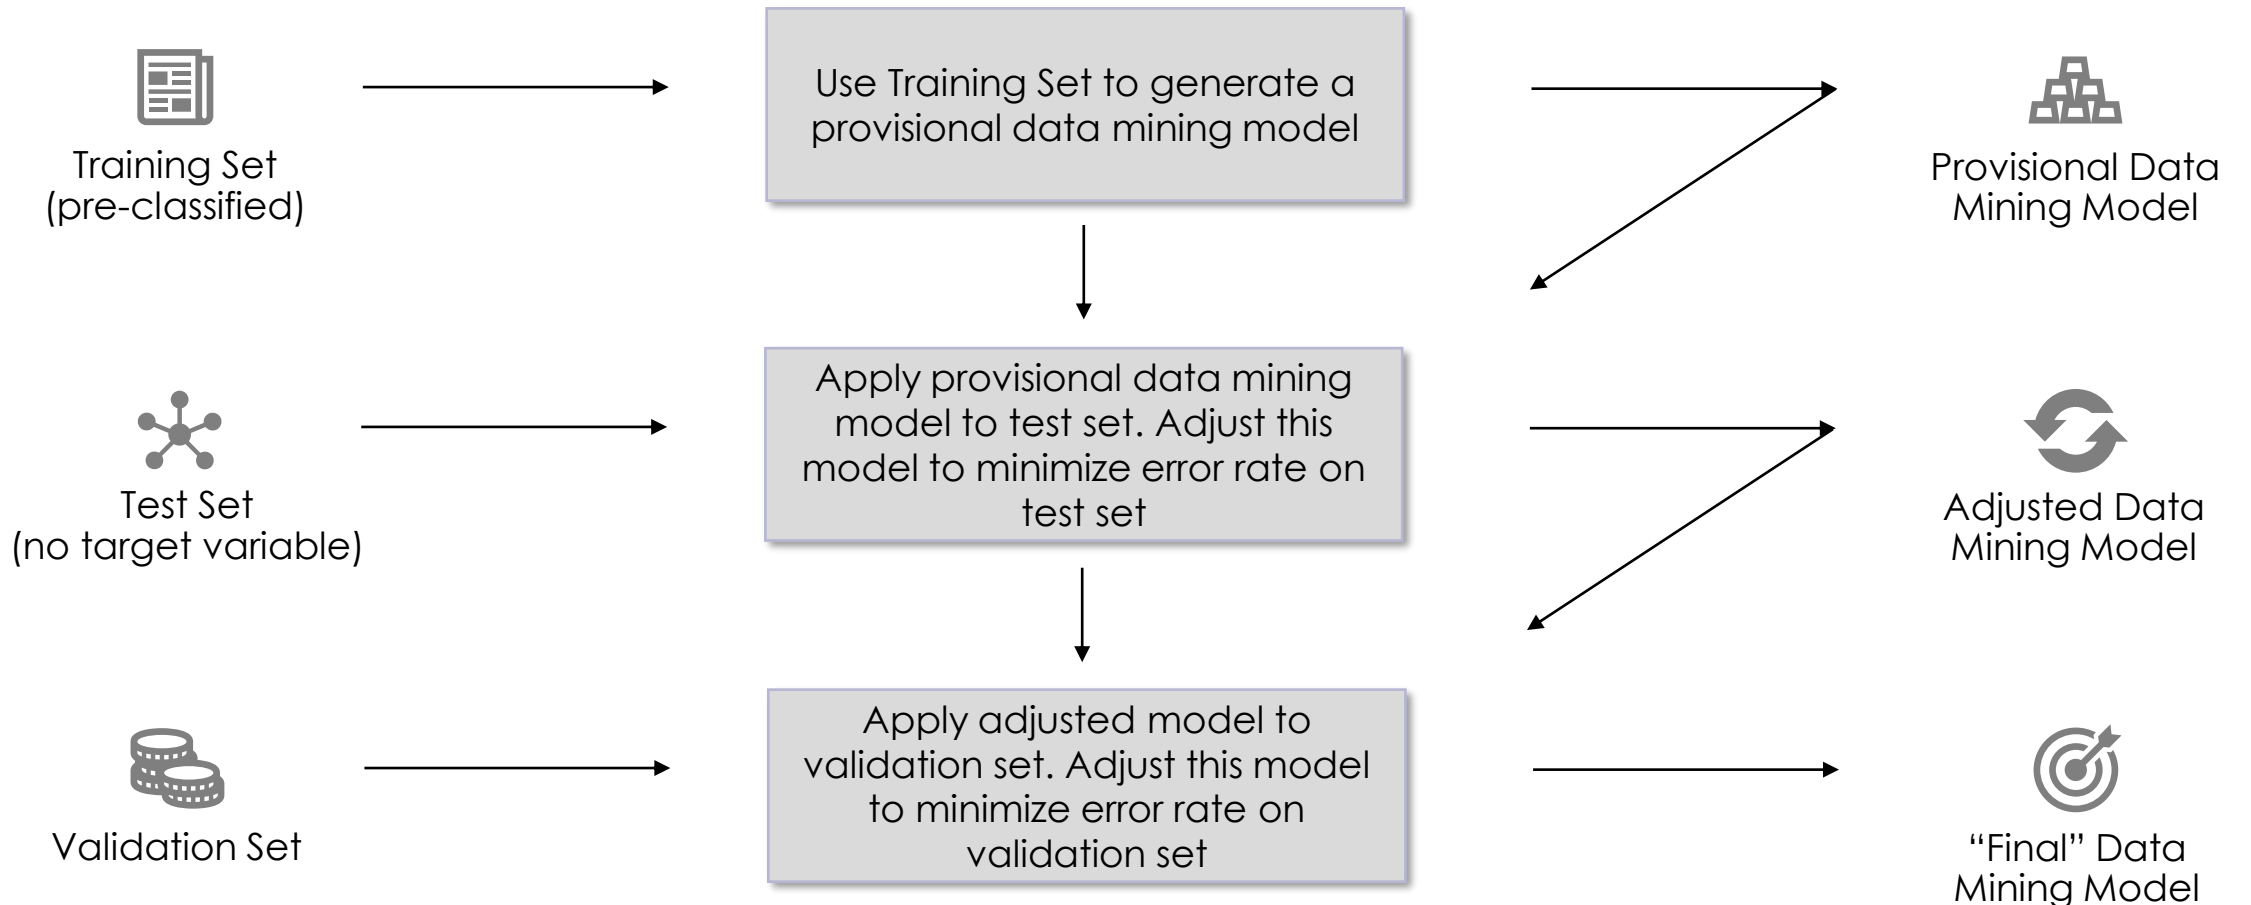 Training Set
(pre-classified)
Use Training Set to generate a
provisional data mining model
Provisional Data
Mining Model
Test Set
(no target variable)
Apply provisional data mining
model to test set. Adjust this
model to minimize error rate on
test set
Adjusted Data
Mining Model
Validation Set
Apply adjusted model to
validation set. Adjust this model
to minimize error rate on
validation set
“Final” Data
Mining Model